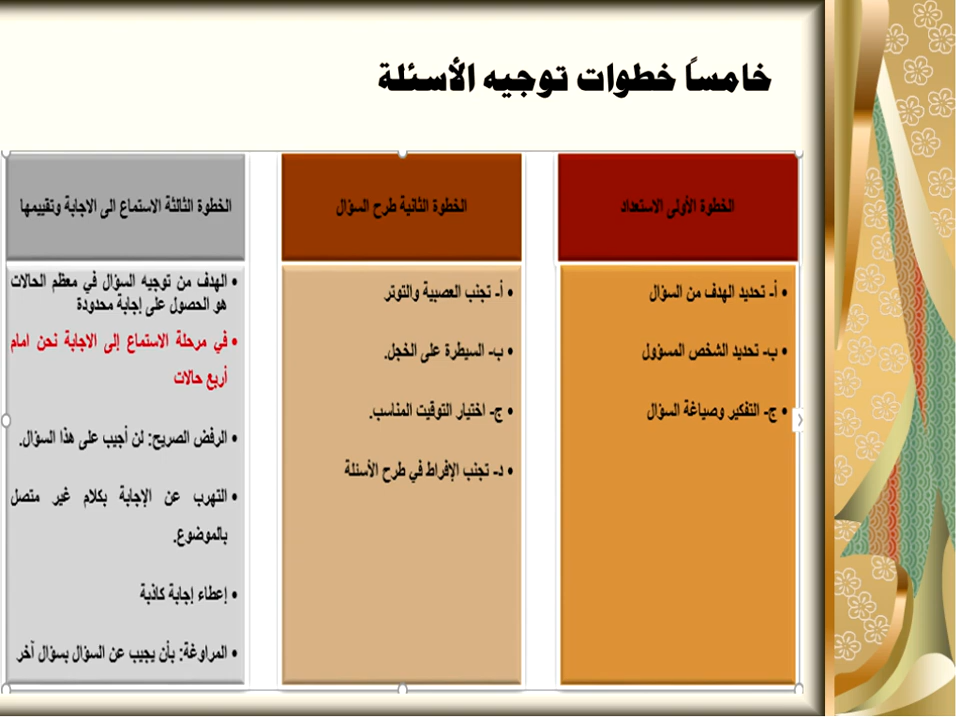 خامساً خطوات توجيه الأسئلة
الخطوة الأولى الاستعداد
• أ- تحديد الهدف من السؤال
• ب- تحديد الشخص المسؤول
• ج- التفكير وصياغة السؤال
الخطوة الثانية طرح السؤال
• أ- تجنب العصبية والتوتر.
• ب- السيطرة على الخجل.
• ج- اختيار التوقيت المناسب.
• د- تجنب الإفراط في طرح الأسئلة
الخطوة الثالثة الاستماع الى الاجابة وتقييمها
• الهدف من توجيه السؤال في معظم الحالات
هو الحصول على إجابة محدودة
• في مرحلة الاستماع إلى الاجابة نحن امام
أربع حالات
• الرفض الصريح: لن أجيب على هذا السؤال.
• التهرب عن الإجابة بكلام غير متصل
بالموضوع.
• إعطاء إجابة كاذبة
• المراوغة: بأن يجيب عن السؤال بسؤال آخر.